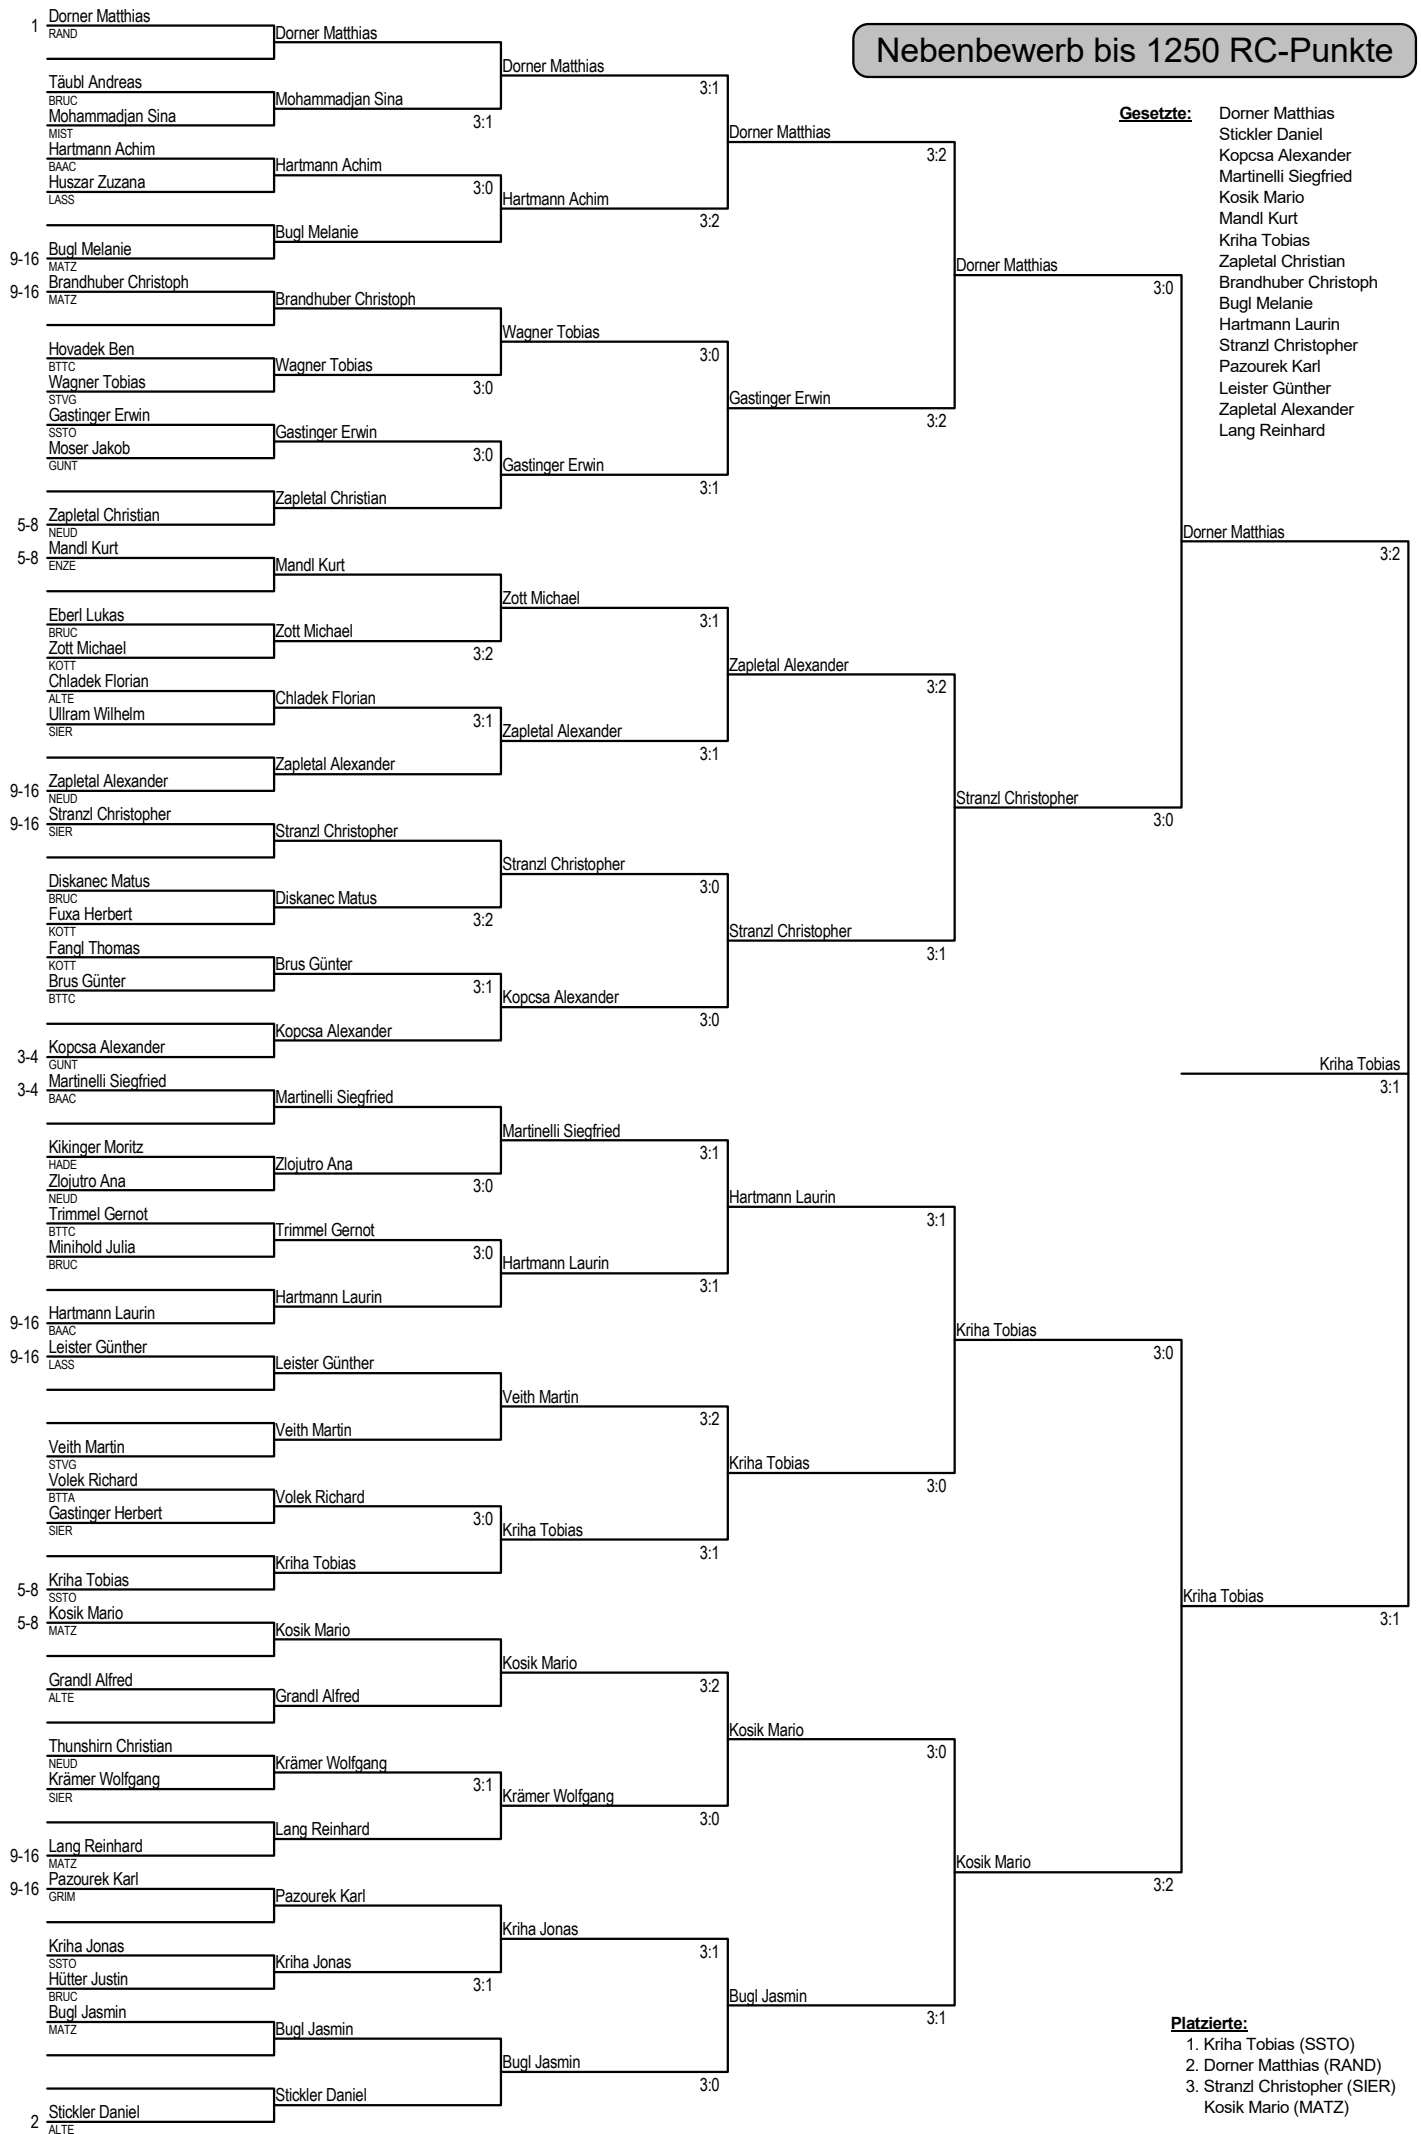 Nebenbewerb bis 1250 RC-Punkte
Gesetzte:
Dorner Matthias
Stickler Daniel
Kopcsa Alexander
Martinelli Siegfried
Kosik Mario
Mandl Kurt
Kriha Tobias
Zapletal Christian
Brandhuber Christoph
Bugl Melanie
Hartmann Laurin
Stranzl Christopher
Pazourek Karl
Leister Günther
Zapletal Alexander
Lang Reinhard
1 Dorner Matthias
RAND
Täubl Andreas
BRUC
Mohammadjan Sina
MIST
Hartmann Achim
BAAC
Huszar Zuzana
LASS
9-16 Bugl Melanie
MATZ
9-16 Brandhuber Christoph
MATZ
Hovadek Ben
BTTC
Wagner Tobias
STVG
Gastinger Erwin
SSTO
Moser Jakob
GUNT
5-8 Zapletal Christian
NEUD
5-8 Mandl Kurt
ENZE
Eberl Lukas
BRUC
Zott Michael
KOTT
Chladek Florian
ALTE
Ullram Wilhelm
SIER
9-16 Zapletal Alexander
NEUD
9-16 Stranzl Christopher
SIER
Diskanec Matus
BRUC
Fuxa Herbert
KOTT
Fangl Thomas
KOTT
Brus Günter
BTTC
3-4 Kopcsa Alexander
GUNT
3-4 Martinelli Siegfried
BAAC
Kikinger Moritz
HADE
Zlojutro Ana
NEUD
Trimmel Gernot
BTTC
Minihold Julia
BRUC
9-16 Hartmann Laurin
BAAC
9-16 Leister Günther
LASS
Veith Martin
STVG
Volek Richard
BTTA
Gastinger Herbert
SIER
5-8 Kriha Tobias
SSTO
5-8 Kosik Mario
MATZ
Grandl Alfred
ALTE
Thunshirn Christian
NEUD
Krämer Wolfgang
SIER
9-16 Lang Reinhard
MATZ
9-16 Pazourek Karl
GRIM
Kriha Jonas
SSTO
Hütter Justin
BRUC
Bugl Jasmin
MATZ
2 Stickler Daniel
ALTE
Dorner Matthias
Mohammadjan Sina
3:1
Hartmann Achim
3:0
Bugl Melanie
Brandhuber Christoph
Wagner Tobias
3:0
Gastinger Erwin
3:0
Zapletal Christian
Mandl Kurt
Zott Michael
3:2
Chladek Florian
3:1
Zapletal Alexander
Stranzl Christopher
Diskanec Matus
3:2
Brus Günter
3:1
Kopcsa Alexander
Martinelli Siegfried
Zlojutro Ana
3:0
Trimmel Gernot
3:0
Hartmann Laurin
Leister Günther
Veith Martin
Volek Richard
3:0
Kriha Tobias
Kosik Mario
Grandl Alfred
Krämer Wolfgang
3:1
Lang Reinhard
Pazourek Karl
Kriha Jonas
3:1
Bugl Jasmin
Stickler Daniel
Dorner Matthias
3:1
Hartmann Achim
3:2
Wagner Tobias
3:0
Gastinger Erwin
3:1
Zott Michael
3:1
Zapletal Alexander
3:1
Stranzl Christopher
3:0
Kopcsa Alexander
3:0
Martinelli Siegfried
3:1
Hartmann Laurin
3:1
Veith Martin
3:2
Kriha Tobias
3:1
Kosik Mario
3:2
Krämer Wolfgang
3:0
Kriha Jonas
3:1
Bugl Jasmin
3:0
Dorner Matthias
3:2
Gastinger Erwin
3:2
Zapletal Alexander
3:2
Stranzl Christopher
3:1
Hartmann Laurin
3:1
Kriha Tobias
3:0
Kosik Mario
3:0
Bugl Jasmin
3:1
Dorner Matthias
3:0
Stranzl Christopher
3:0
Kriha Tobias
3:0
Kosik Mario
3:2
Dorner Matthias
3:2
Kriha Tobias
3:1
Kriha Tobias
3:1
Platzierte:
1. Kriha Tobias (SSTO)
2. Dorner Matthias (RAND)
3. Stranzl Christopher (SIER)
Kosik Mario (MATZ)